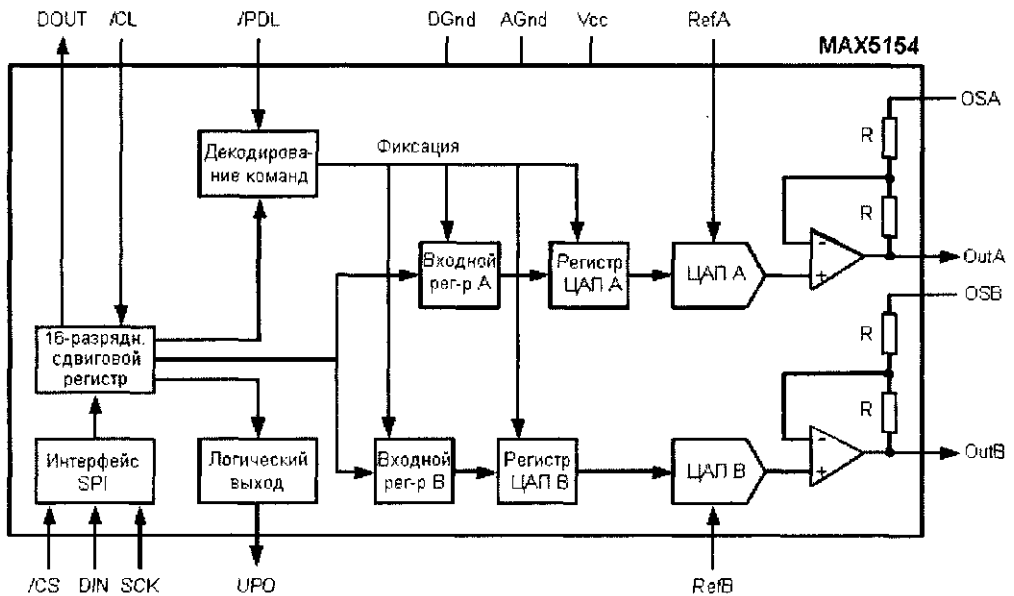 DOUT /CL /PDL DGnd AGnd Vcc RefA
MAX5154
OSA
R
Декодирова-
ние команд
Фиксация
R
OutA
Входной
рег-р A
Регистр
ЦАП A
ЦАП A
OSB
16-разрядн.
сдвиговой
регистр
R
R
OutB
Интерфейс
SPI
Логический
выход
Входной
рег-р B
Регистр
ЦАП B
ЦАП B
/CS DIN SCK UPO RefB